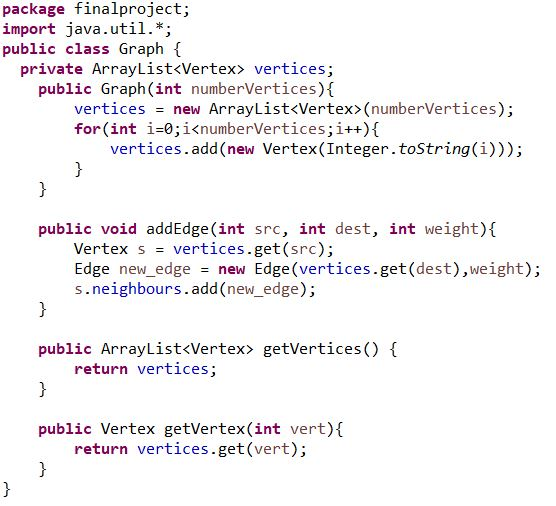 package finalproject;
import java.util.*;
public class Graph {
  private ArrayList<Vertex> vertices;
    public Graph(int numberVertices){
        vertices = new ArrayList<Vertex>(numberVertices);
        for(int i=0;i<numberVertices;i++){
            vertices.add(new Vertex(Integer.toString(i)));
        }
    }

    public void addEdge(int src, int dest, int weight){
        Vertex s = vertices.get(src);
        Edge new_edge = new Edge(vertices.get(dest),weight);
        s.neighbours.add(new_edge);
    }

    public ArrayList<Vertex> getVertices() {
        return vertices;
    }

    public Vertex getVertex(int vert){
        return vertices.get(vert);
    }
}